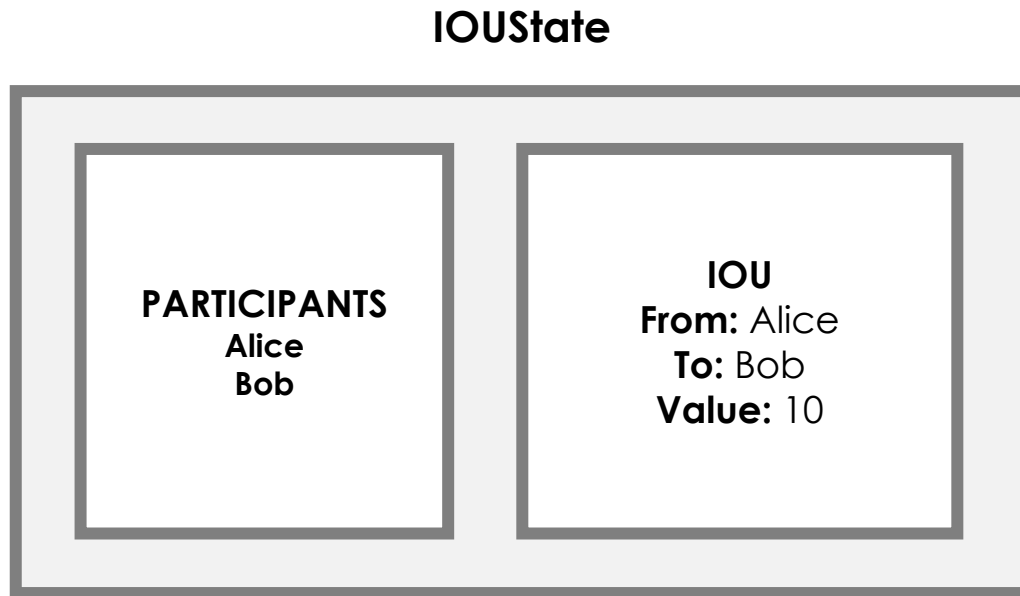 IOUState
PARTICIPANTS
Alice
Bob
IOU
From: Alice
To: Bob
Value: 10